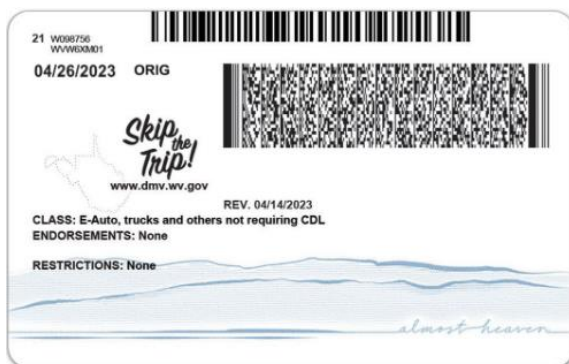 21 W098756
WVW6XM01
04/26/2023 ORIG
Skip
the
Trip!
www.dmv.wv.gov
REV. 04/14/2023
CLASS: E-Auto, trucks and others not requiring CDL
ENDORSEMENTS: None
RESTRICTIONS: None
almost heaven